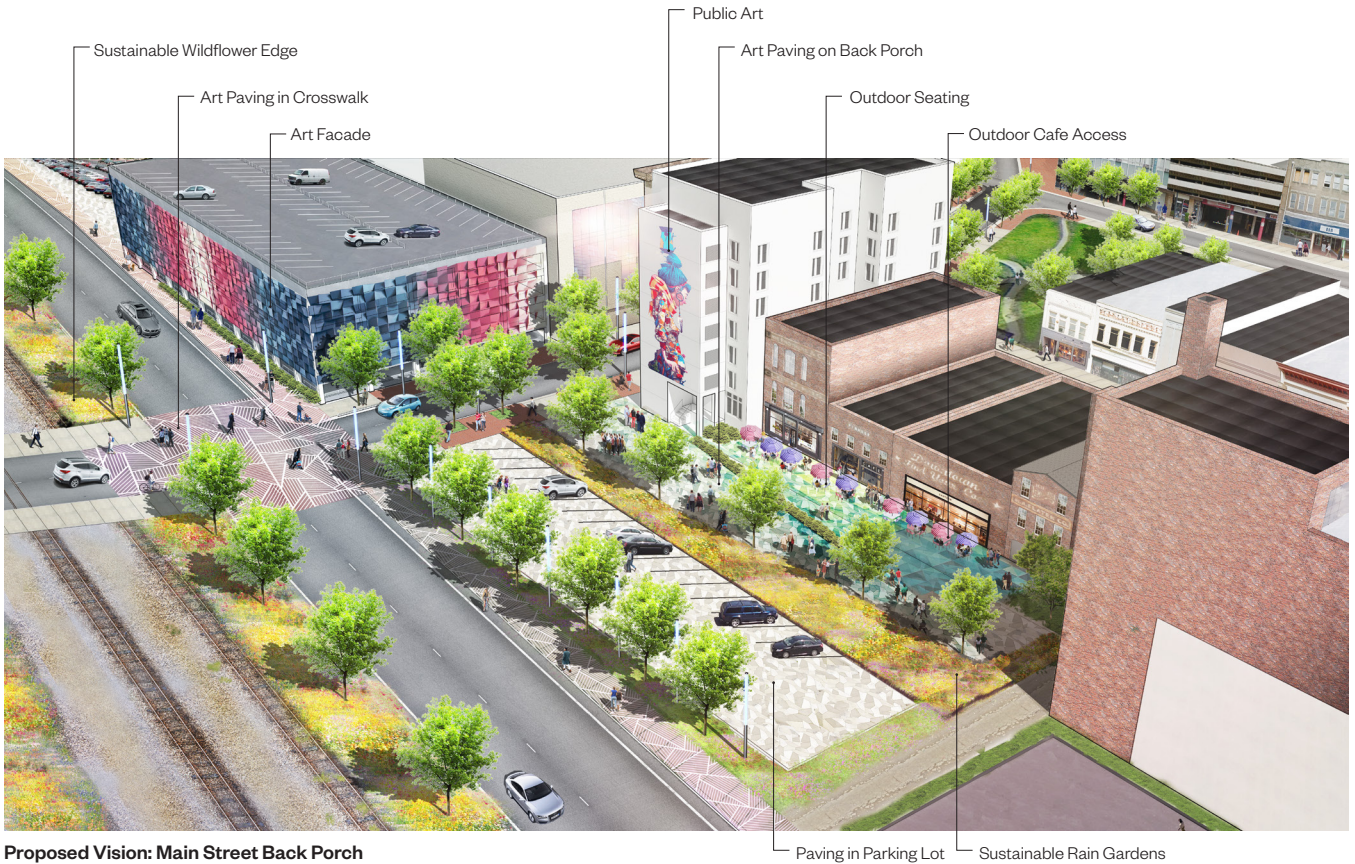 Public Art
Sustainable Wildflower Edge
Art Paving on Back Porch
Art Paving in Crosswalk
Outdoor Seating
Art Facade
Outdoor Cafe Access
Proposed Vision: Main Street Back Porch
Paving in Parking Lot
Sustainable Rain Gardens